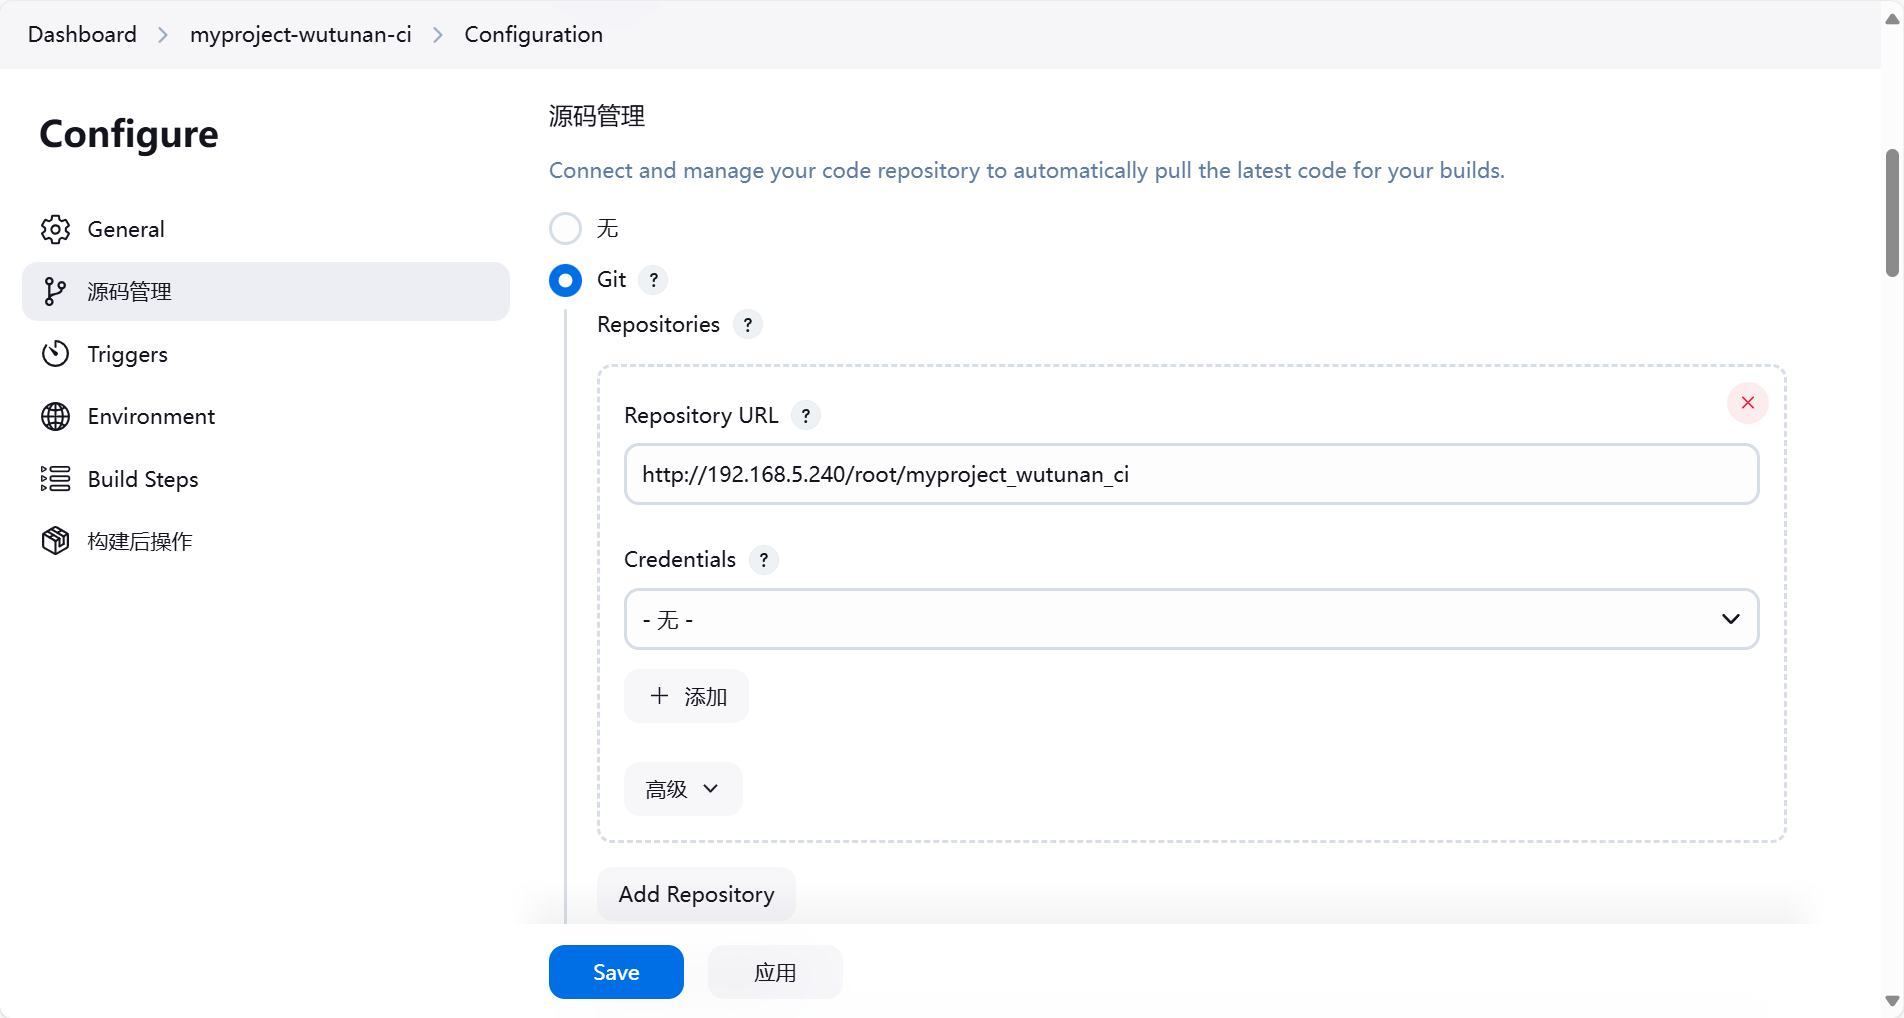 Dashboard > myproject-wutunan-ci > Configuration
Configure
General
源码管理
Triggers
Environment
Build Steps
构建后操作
源码管理
Connect and manage your code repository to automatically pull the latest code for your builds.
无
Git ?
Repositories ?
Repository URL ?
http://192.168.5.240/root/myproject_wutunan_ci
Credentials ?
- 无 -
+ 添加
高级
Add Repository
Save
应用